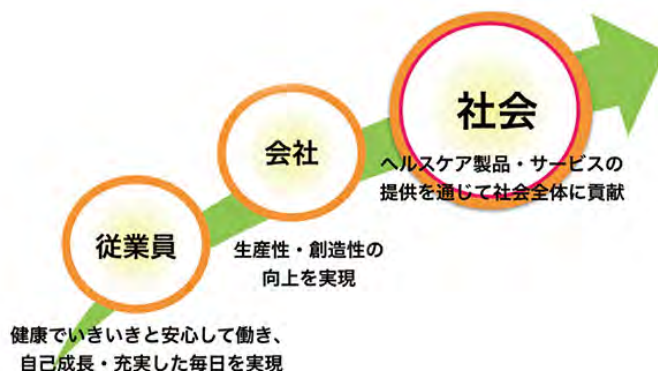 社会
ヘルスケア製品・サービスの
提供を通じて社会全体に貢献
会社
生産性・創造性の
向上を実現
従業員
健康でいきいきと安心して働き、
自己成長・充実した毎日を実現